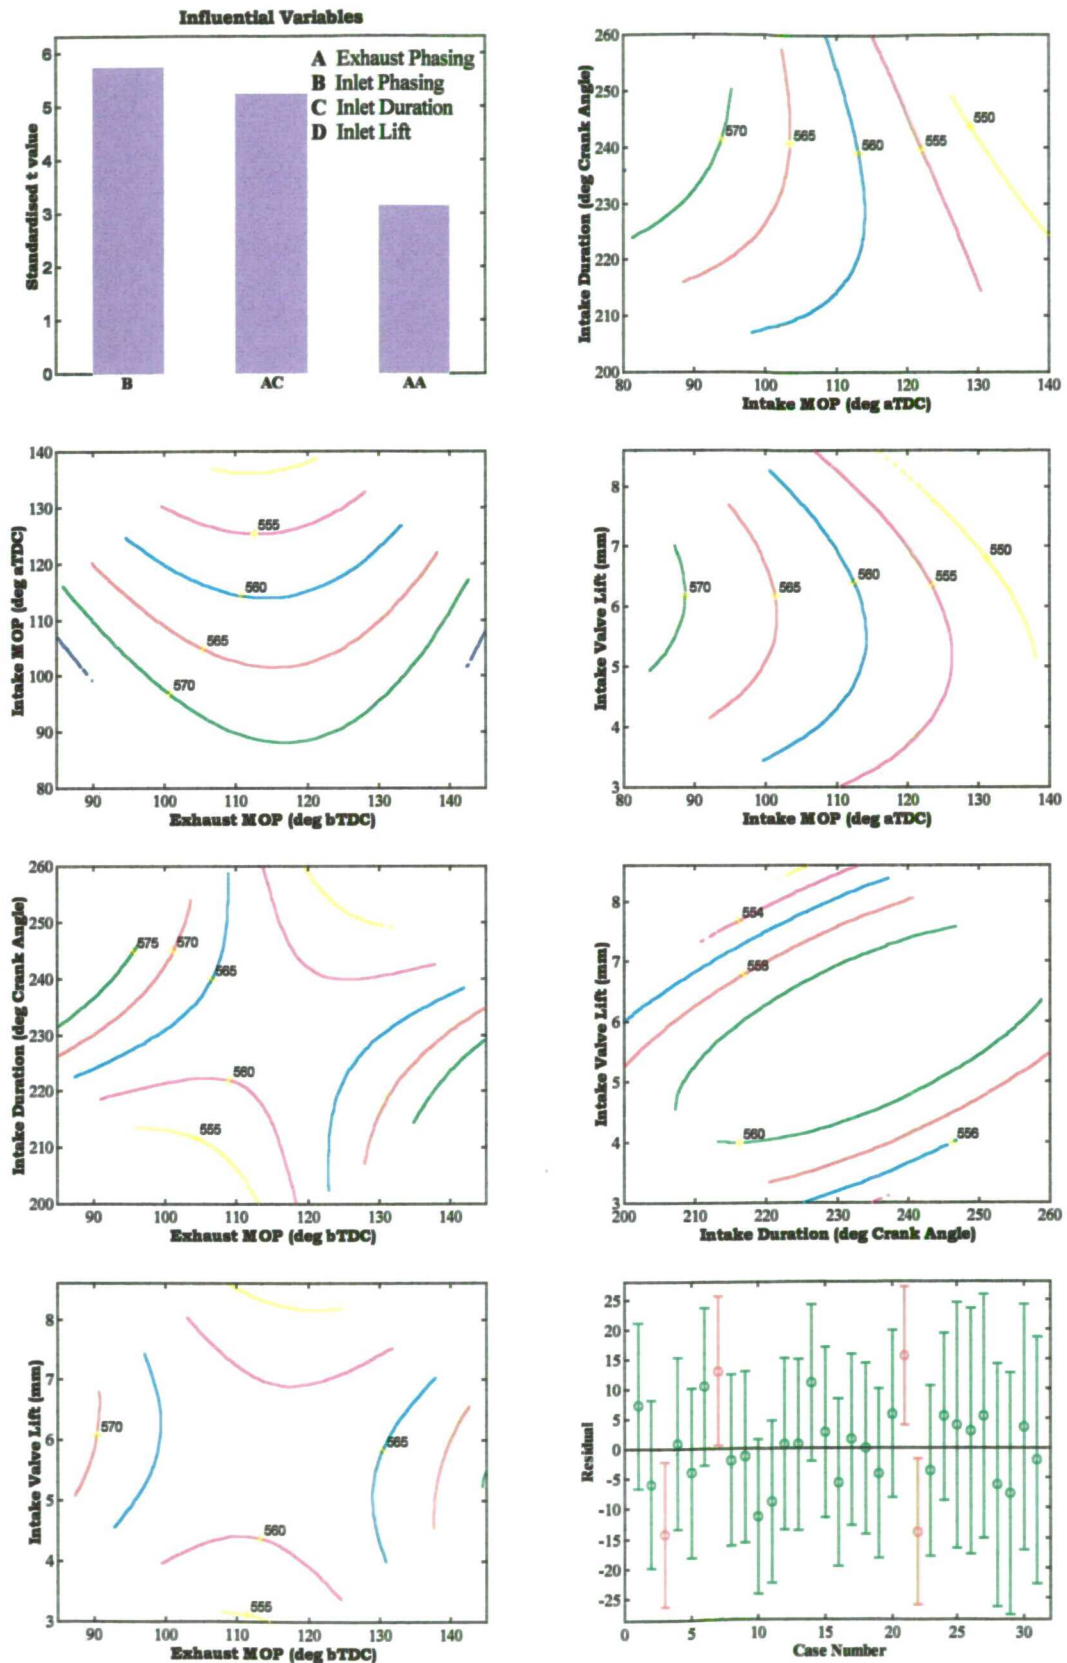 Influential Variables
6
5
4
3
2
1
0
Standardised t value
A Exhaust Phasing
B Inlet Phasing
C Inlet Duration
D Inlet Lift
B AC AA
260
250
240
230
220
210
200
Intake Duration (deg Crank Angle)
570 565 560 555 550
80 90 100 110 120 130 140
Intake MOP (deg aTDC)
140
130
120
110
100
90
80
Intake MOP (deg aTDC)
555
560
565
570
90 100 110 120 130 140
Exhaust MOP (deg bTDC)
8
7
6
5
4
3
Intake Valve Lift (mm)
570 565 560 555 550
80 90 100 110 120 130 140
Intake MOP (deg aTDC)
260
250
240
230
220
210
200
Intake Duration (deg Crank Angle)
575 570
565
560
555
90 100 110 120 130 140
Exhaust MOP (deg bTDC)
8
7
6
5
4
3
Intake Valve Lift (mm)
554
558
560 556
200 210 220 230 240 250 260
Intake Duration (deg Crank Angle)
8
7
6
5
4
3
Intake Valve Lift (mm)
570
565
560
555
90 100 110 120 130 140
Exhaust MOP (deg bTDC)
25
20
15
10
5
0
-5
-10
-15
-20
-25
Residual
0 5 10 15 20 25 30
Case Number